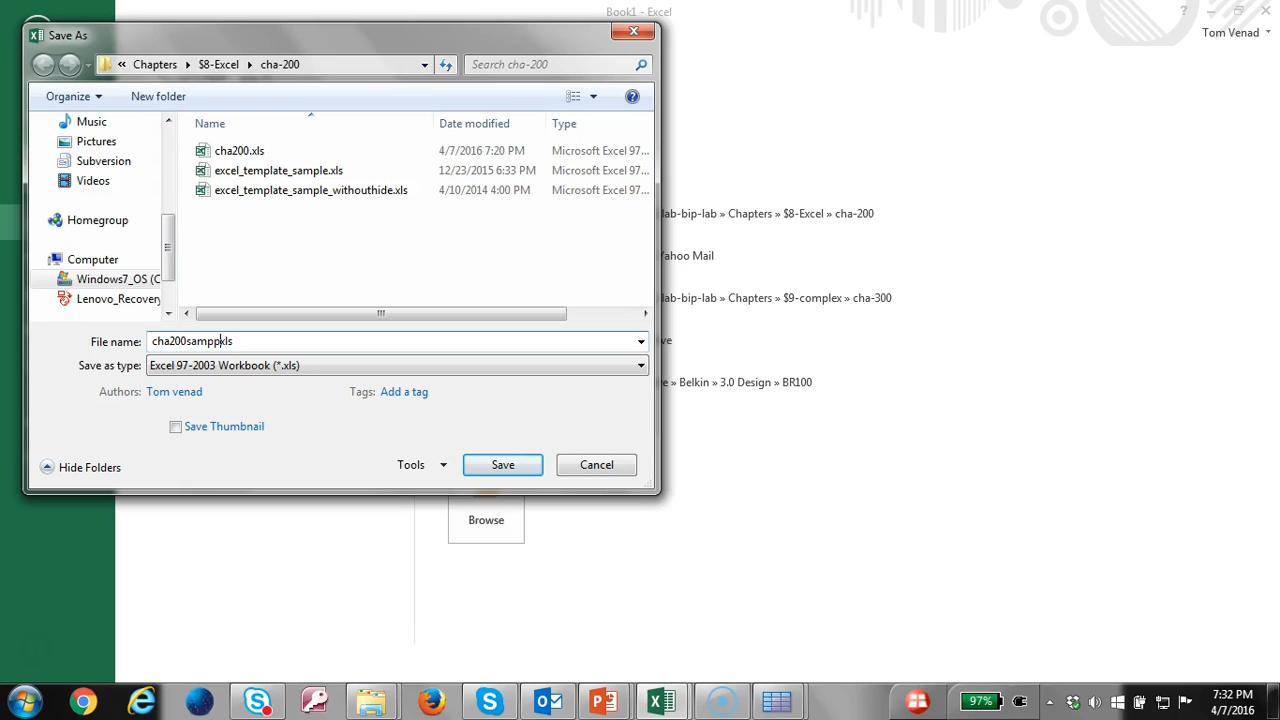 Book1 - Excel
Save As
Tom Venad
« Chapters $8-Excel cha-200
Search cha-200
Organize New folder
Name Date modified Type
Music
Pictures
Subversion
Videos
Homegroup
Computer
Windows7_OS (C
Lenovo_Recovery
cha200.xls 4/7/2016 7:20 PM Microsoft Excel 97...
excel_template_sample.xls 12/23/2015 6:33 PM Microsoft Excel 97...
excel_template_sample_withouthide.xls 4/10/2014 4:00 PM Microsoft Excel 97...
File name: cha200samppxls
Save as type: Excel 97-2003 Workbook (*.xls)
Authors: Tom venad Tags: Add a tag
Save Thumbnail
Hide Folders Tools Save Cancel
lab-bip-lab » Chapters » $8-Excel » cha-200
Yahoo Mail
lab-bip-lab » Chapters » $9-complex » cha-300
ve
e » Belkin » 3.0 Design » BR100
Browse
97%
7:32 PM
4/7/2016